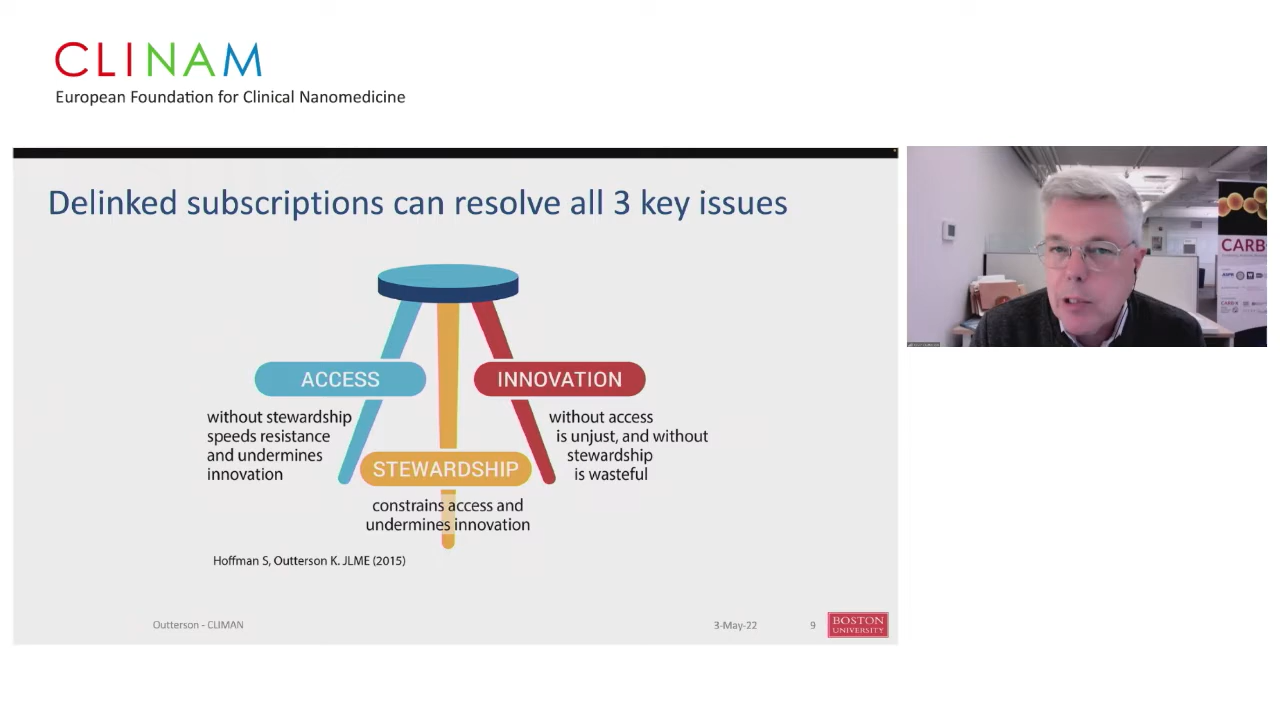 CLINAM
European Foundation for Clinical Nanomedicine
Delinked subscriptions can resolve all 3 key issues
ACCESS
without stewardship
speeds resistance
and undermines
innovation
INNOVATION
without access
is unjust, and without
stewardship
is wasteful
STEWARDSHIP
constrains access and
undermines innovation
Hoffman S, Outterson K. JLME (2015)
Outterson - CLIMAN
3-May-22
9
BOSTON
UNIVERSITY
CARB